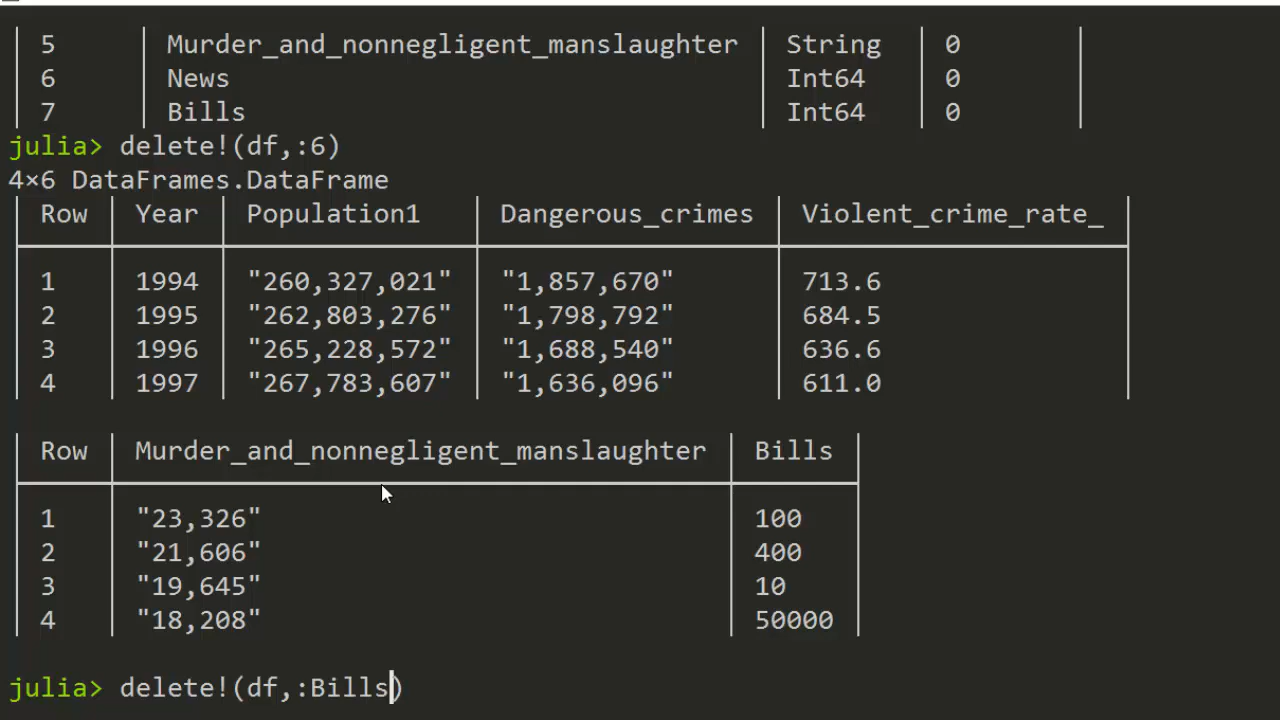 5 Murder_and_nonnegligent_manslaughter String 0
6 News Int64 0
7 Bills Int64 0
julia> delete!(df,:6)
4×6 DataFrames.DataFrame
Row Year Population1 Dangerous_crimes Violent_crime_rate_
1 1994 "260,327,021" "1,857,670" 713.6
2 1995 "262,803,276" "1,798,792" 684.5
3 1996 "265,228,572" "1,688,540" 636.6
4 1997 "267,783,607" "1,636,096" 611.0
Row Murder_and_nonnegligent_manslaughter Bills
1 "23,326" 100
2 "21,606" 400
3 "19,645" 10
4 "18,208" 50000
julia> delete!(df,:Bills)